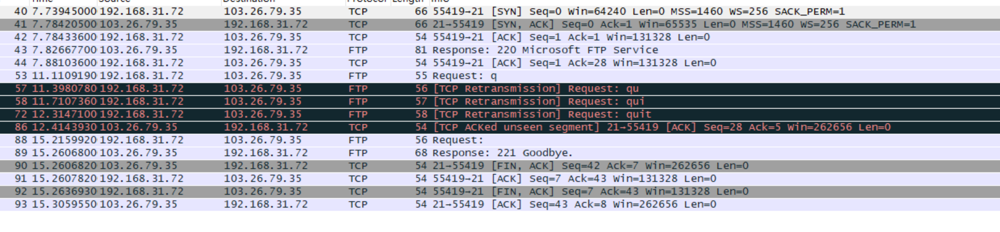 Time Source Destination Protocol Length Info
40 7.73945000 192.168.31.72 103.26.79.35 TCP 66 55419→21 [SYN] Seq=0 Win=64240 Len=0 MSS=1460 WS=256 SACK_PERM=1
41 7.78420500 103.26.79.35 192.168.31.72 TCP 66 21→55419 [SYN, ACK] Seq=0 Ack=1 Win=65535 Len=0 MSS=1460 WS=256 SACK_PERM=1
42 7.78433600 192.168.31.72 103.26.79.35 TCP 54 55419→21 [ACK] Seq=1 Ack=1 Win=131328 Len=0
43 7.82667700 103.26.79.35 192.168.31.72 FTP 81 Response: 220 Microsoft FTP Service
44 7.88103600 192.168.31.72 103.26.79.35 TCP 54 55419→21 [ACK] Seq=1 Ack=28 Win=131328 Len=0
53 11.1109190 192.168.31.72 103.26.79.35 FTP 55 Request: q
57 11.3980780 192.168.31.72 103.26.79.35 FTP 56 [TCP Retransmission] Request: qu
58 11.7107360 192.168.31.72 103.26.79.35 FTP 57 [TCP Retransmission] Request: qui
72 12.3147100 192.168.31.72 103.26.79.35 FTP 58 [TCP Retransmission] Request: quit
86 12.4143930 103.26.79.35 192.168.31.72 TCP 54 [TCP ACKed unseen segment] 21→55419 [ACK] Seq=28 Ack=5 Win=262656 Len=0
88 15.2159920 192.168.31.72 103.26.79.35 FTP 56 Request:
89 15.2606800 103.26.79.35 192.168.31.72 FTP 68 Response: 221 Goodbye.
90 15.2606820 103.26.79.35 192.168.31.72 TCP 54 21→55419 [FIN, ACK] Seq=42 Ack=7 Win=262656 Len=0
91 15.2607820 192.168.31.72 103.26.79.35 TCP 54 55419→21 [ACK] Seq=7 Ack=43 Win=131328 Len=0
92 15.2636930 192.168.31.72 103.26.79.35 TCP 54 55419→21 [FIN, ACK] Seq=7 Ack=43 Win=131328 Len=0
93 15.3059550 103.26.79.35 192.168.31.72 TCP 54 21→55419 [ACK] Seq=43 Ack=8 Win=262656 Len=0